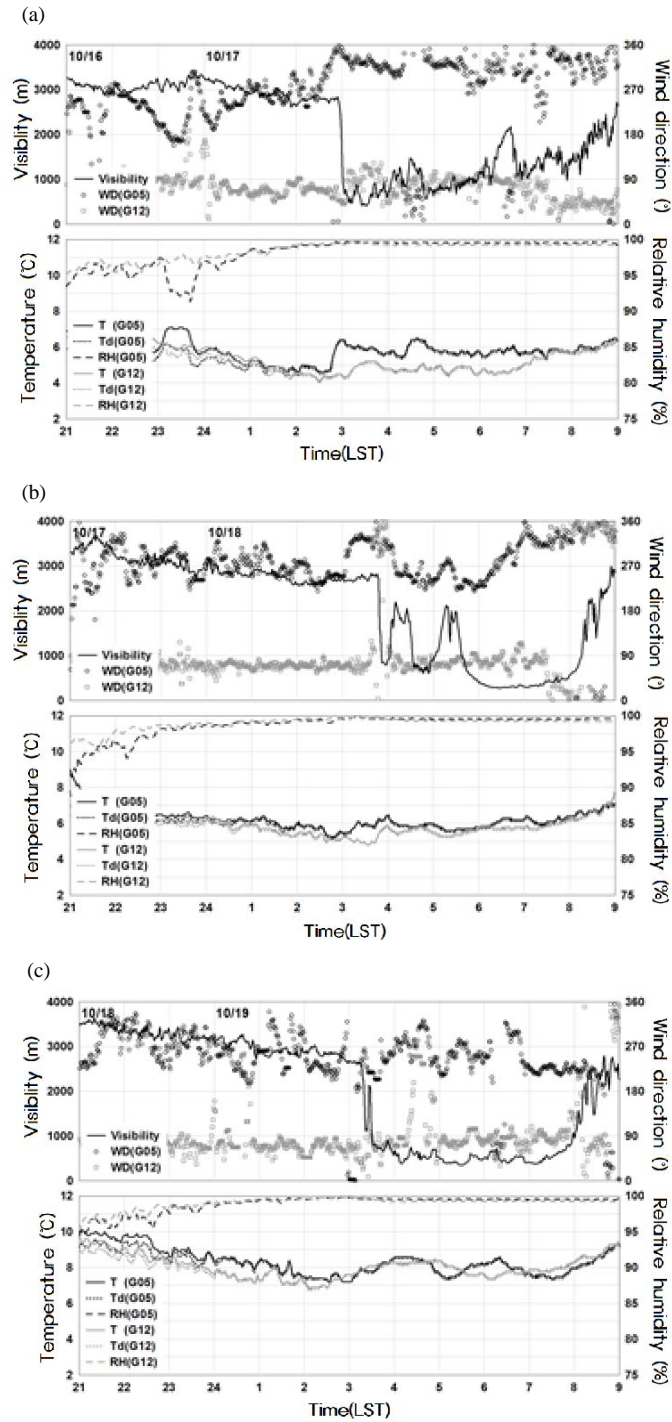 (a)
10/16 10/17
Visiblity (m)
4000
3000
2000
1000
0
Visibility
WD(G05)
WD(G12)
360
270
180
90
0
Wind direction (°)
Temperature (℃)
12
10
8
6
4
2
T (G05)
Td(G05)
RH(G05)
T (G12)
Td(G12)
RH(G12)
100
95
90
85
80
75
Relative humidity (%)
21 22 23 24 1 2 3 4 5 6 7 8 9
Time(LST)
(b)
10/17 10/18
Visiblity (m)
4000
3000
2000
1000
0
Visibility
WD(G05)
WD(G12)
360
270
180
90
0
Wind direction (°)
Temperature (℃)
12
10
8
6
4
2
T (G05)
Td(G05)
RH(G05)
T (G12)
Td(G12)
RH(G12)
100
95
90
85
80
75
Relative humidity (%)
21 22 23 24 1 2 3 4 5 6 7 8 9
Time(LST)
(c)
10/18 10/19
Visiblity (m)
4000
3000
2000
1000
0
Visibility
WD(G05)
WD(G12)
360
270
180
90
0
Wind direction (°)
Temperature (℃)
12
10
8
6
4
2
T (G05)
Td(G05)
RH(G05)
T (G12)
Td(G12)
RH(G12)
100
95
90
85
80
75
Relative humidity (%)
21 22 23 24 1 2 3 4 5 6 7 8 9
Time(LST)